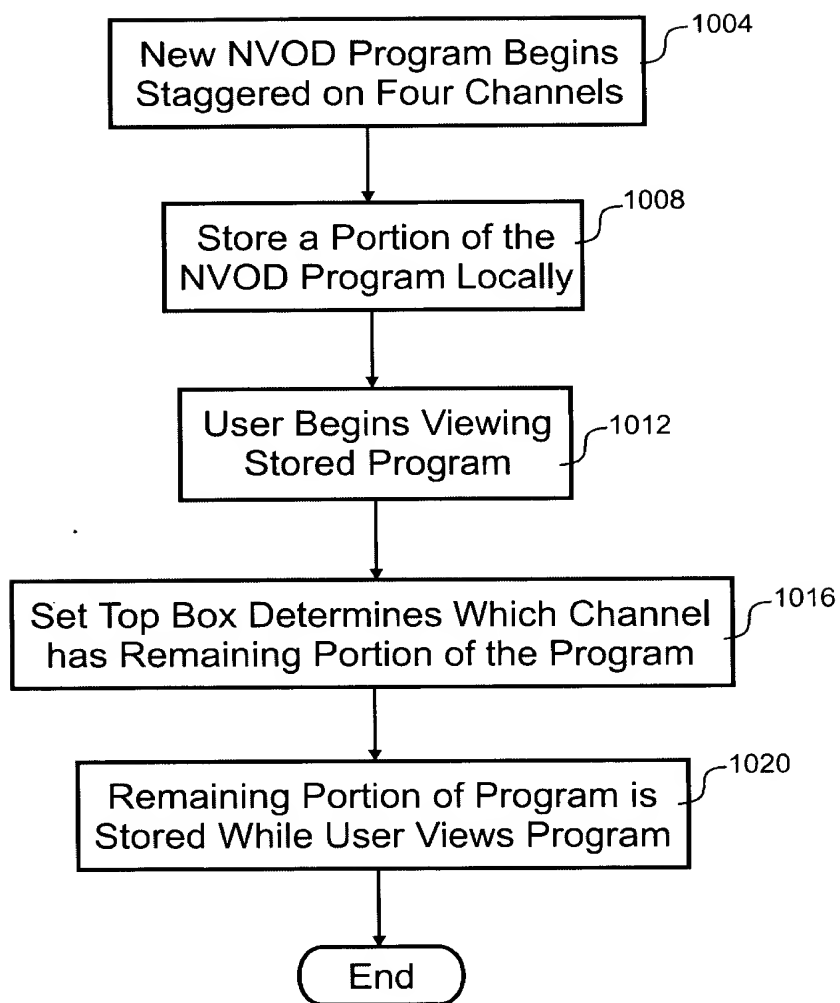 1004
New NVOD Program Begins
Staggered on Four Channels
1008
Store a Portion of the
NVOD Program Locally
User Begins Viewing
Stored Program
1012
Set Top Box Determines Which Channel
has Remaining Portion of the Program
1016
Remaining Portion of Program is
Stored While User Views Program
1020
End